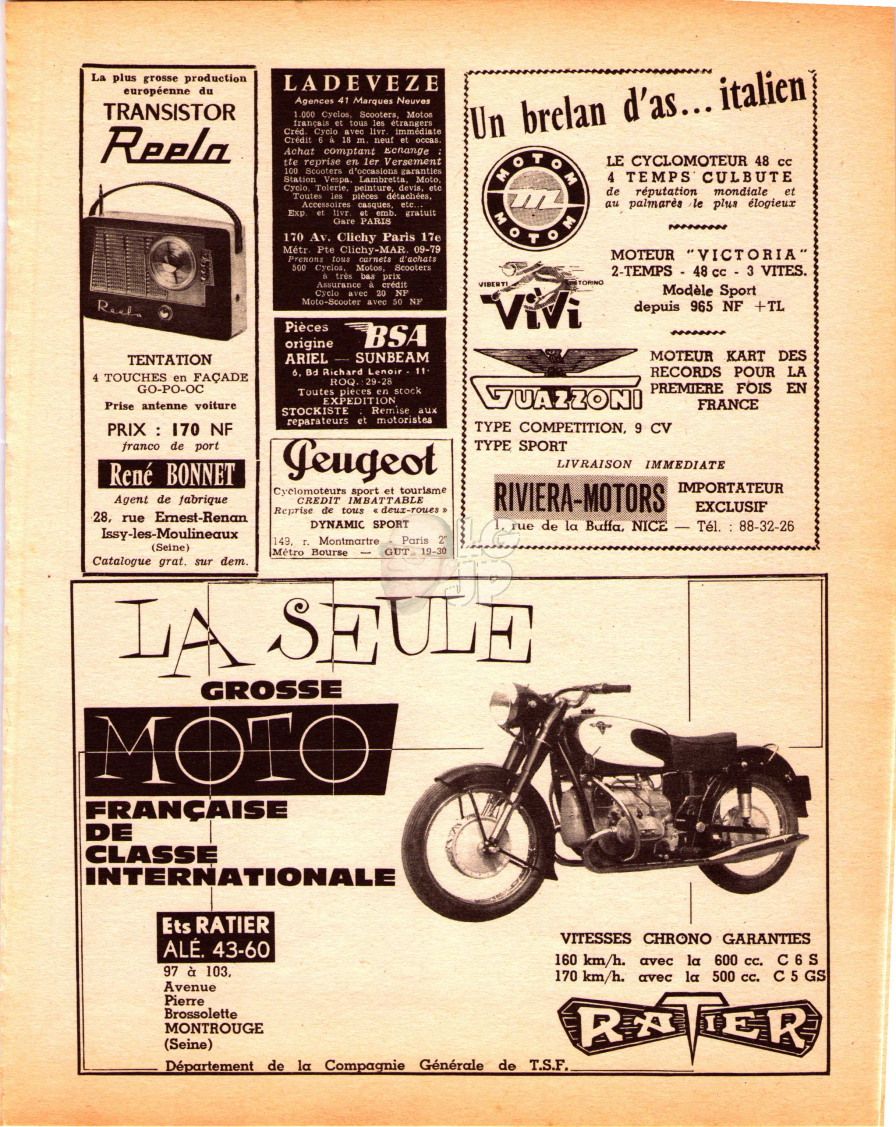 La plus grosse production
européenne du
TRANSISTOR
Reela
Reela
TENTATION
4 TOUCHES en FAÇADE
GO-PO-OC
Prise antenne voiture
PRIX : 170 NF
franco de port
René BONNET
Agent de fabrique
28, rue Ernest-Renan
Issy-les-Moulineaux
(Seine)
Catalogue grat. sur dem.
LADEVEZE
Agences 41 Marques Neuves
1.000 Cyclos, Scooters, Motos
français et tous les étrangers
Créd. Cyclo avec livr. immédiate
Crédit 6 à 18 m. neuf et occas.
Achat comptant Echange ;
tte reprise en 1er Versement
100 Scooters d'occasions garanties
Station Vespa, Lambretta, Moto,
Cyclo, Tolerie, peinture, devis, etc
Toutes les pièces détachées,
Accessoires casques, etc...
Exp. et livr. et emb. gratuit
Gare PARIS
170 Av. Clichy Paris 17e
Métr. Pte Clichy-MAR. 09-79
Prenons tous carnets d'achats
500 Cyclos, Motos, Scooters
à très bas prix
Assurance à crédit
Cyclo avec 20 NF
Moto-Scooter avec 50 NF
Pièces
origine BSA
ARIEL — SUNBEAM
6, Bd Richard Lenoir - 11e
ROQ. 29-28
Toutes pièces en stock
EXPEDITION
STOCKISTE : Remise aux
reparateurs et motoristes
Peugeot
Cyclomoteurs sport et tourisme
CREDIT IMBATTABLE
Reprise de tous « deux-roues »
DYNAMIC SPORT
149, r. Montmartre - Paris 2e
Métro Bourse — GUT. 19-30
Un brelan d'as... italien
MOTOM
m
MOTOM
LE CYCLOMOTEUR 48 cc
4 TEMPS CULBUTE
de réputation mondiale et
au palmarès le plus élogieux
VIBERTI TORINO
ViVi
MOTEUR "VICTORIA"
2-TEMPS - 48 cc - 3 VITES.
Modèle Sport
depuis 965 NF + TL
GUAZZONI
MOTEUR KART DES
RECORDS POUR LA
PREMIERE FOIS EN
FRANCE
TYPE COMPETITION, 9 CV
TYPE SPORT
LIVRAISON IMMEDIATE
RIVIERA-MOTORS
IMPORTATEUR
EXCLUSIF
1, rue de la Buffa, NICE — Tél. : 88-32-26
LG
JP
LA SEULE
GROSSE
MOTO
FRANÇAISE
DE
CLASSE
INTERNATIONALE
Ets RATIER
ALÉ. 43-60
97 à 103,
Avenue
Pierre
Brossolette
MONTROUGE
(Seine)
VITESSES CHRONO GARANTIES
160 km/h. avec la 600 cc. C 6 S
170 km/h. avec la 500 cc. C 5 GS
RATIER
Département de la Compagnie Générale de T.S.F.